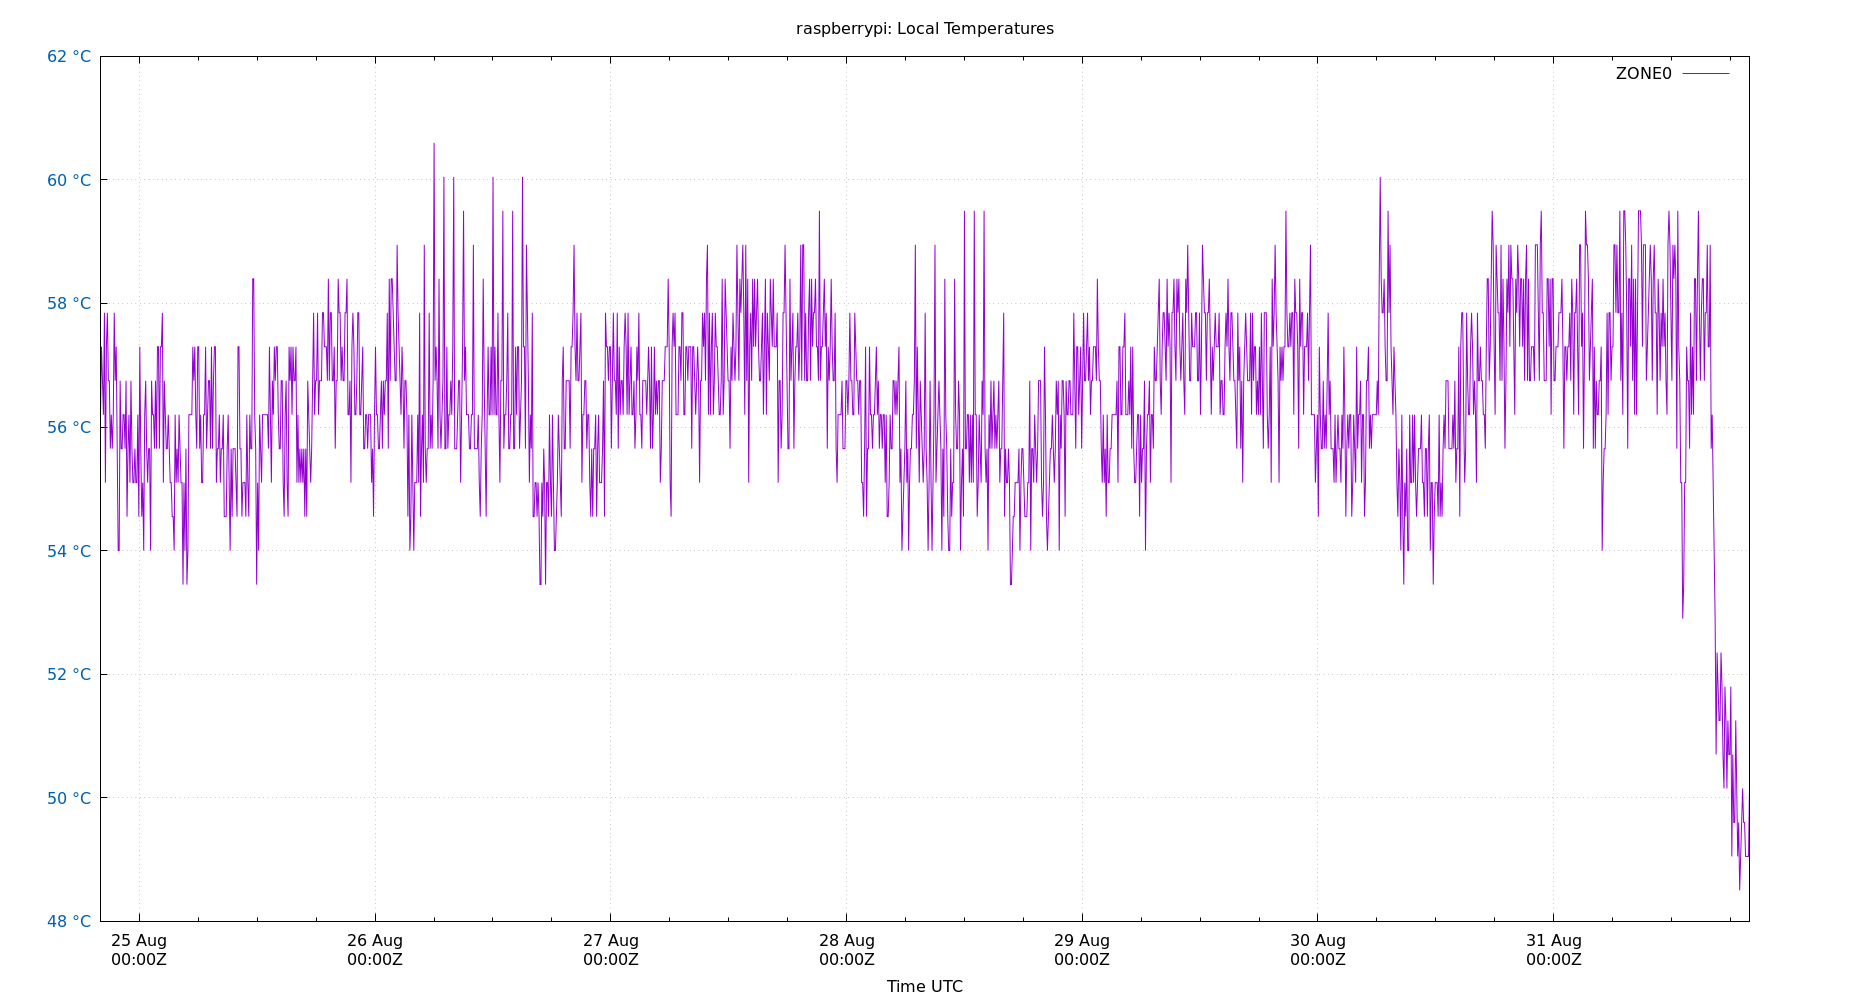 raspberrypi: Local Temperatures
62 °C
ZONE0
60 °C
58 °C
56 °C
54 °C
52 °C
50 °C
48 °C
25 Aug 26 Aug 27 Aug 28 Aug 29 Aug 30 Aug 31 Aug
00:00Z 00:00Z 00:00Z 00:00Z 00:00Z 00:00Z 00:00Z
Time UTC